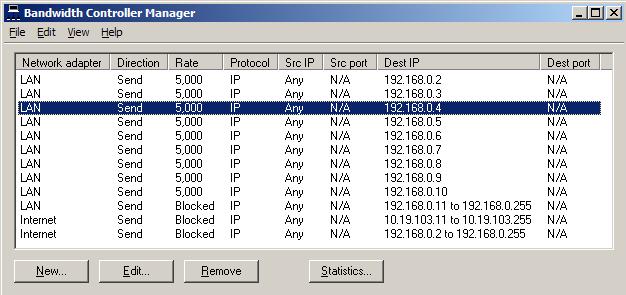 Bandwidth Controller Manager
File Edit View Help
Network adapter Direction Rate Protocol Src IP Src port Dest IP Dest port
LAN Send 5,000 IP Any N/A 192.168.0.2 N/A
LAN Send 5,000 IP Any N/A 192.168.0.3 N/A
LAN Send 5,000 IP Any N/A 192.168.0.4 N/A
LAN Send 5,000 IP Any N/A 192.168.0.5 N/A
LAN Send 5,000 IP Any N/A 192.168.0.6 N/A
LAN Send 5,000 IP Any N/A 192.168.0.7 N/A
LAN Send 5,000 IP Any N/A 192.168.0.8 N/A
LAN Send 5,000 IP Any N/A 192.168.0.9 N/A
LAN Send 5,000 IP Any N/A 192.168.0.10 N/A
LAN Send Blocked IP Any N/A 192.168.0.11 to 192.168.0.255 N/A
Internet Send Blocked IP Any N/A 10.19.103.11 to 10.19.103.255 N/A
Internet Send Blocked IP Any N/A 192.168.0.2 to 192.168.0.255 N/A
New... Edit... Remove Statistics...